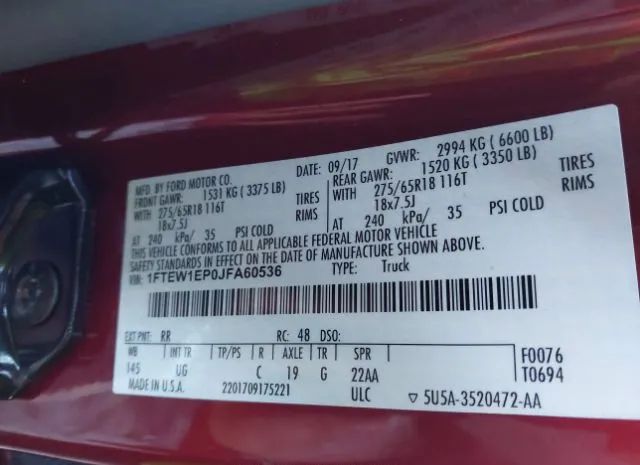 MFD. BY FORD MOTOR CO.
DATE: 09/17 GVWR: 2994 KG ( 6600 LB)
FRONT GAWR: 1531 KG ( 3375 LB)
REAR GAWR: 1520 KG ( 3350 LB)
WITH 275/65R18 116T TIRES
WITH 275/65R18 116T TIRES
18x7.5J RIMS
18x7.5J RIMS
AT 240 kPa/ 35 PSI COLD
AT 240 kPa/ 35 PSI COLD
THIS VEHICLE CONFORMS TO ALL APPLICABLE FEDERAL MOTOR VEHICLE
SAFETY STANDARDS IN EFFECT ON THE DATE OF MANUFACTURE SHOWN ABOVE.
VIN: 1FTEW1EP0JFA60536 TYPE: Truck
EXT PNT: RR RC: 48 DSO:
WB INT TR TP/PS R AXLE TR SPR
145 UG C 19 G 22AA
F0076
T0694
MADE IN U.S.A. 2201709175221 ULC ▽ 5U5A-3520472-AA